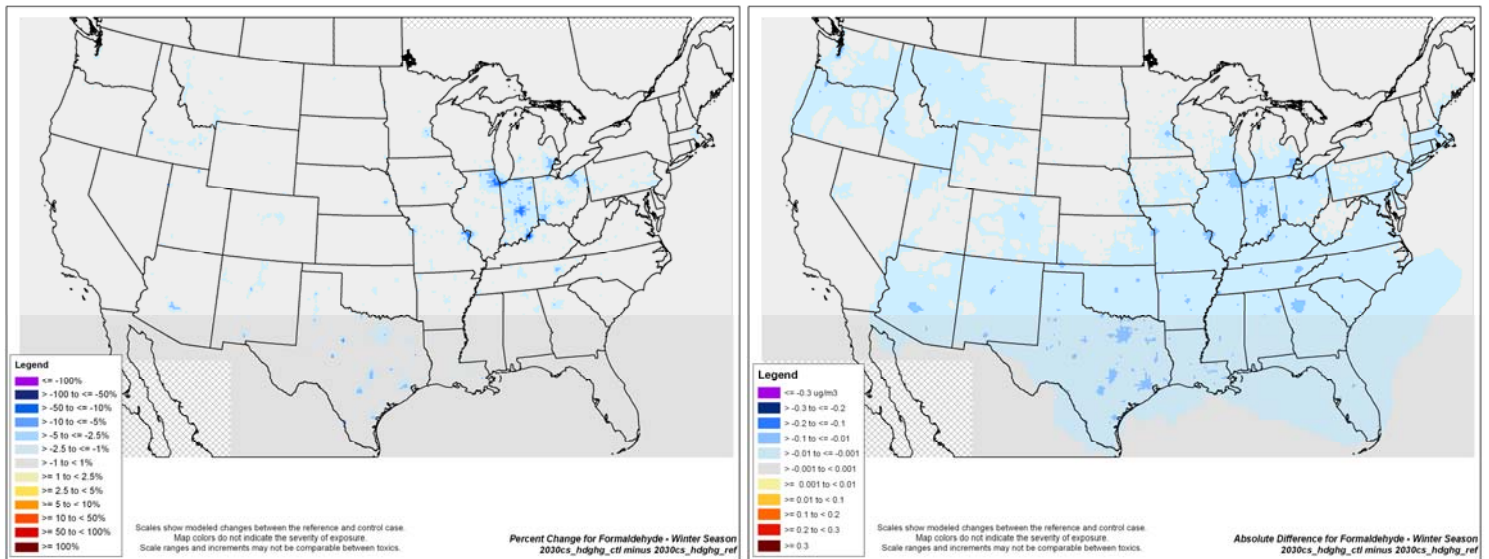 Legend
<= -100%
> -100 to <= -50%
> -50 to <= -10%
> -10 to <= -5%
> -5 to <= -2.5%
> -2.5 to <= -1%
> -1 to < 1%
>= 1 to < 2.5%
>= 2.5 to < 5%
>= 5 to < 10%
>= 10 to < 50%
>= 50 to < 100%
>= 100%
Scales show modeled changes between the reference and control case.
Map colors do not indicate the severity of exposure.
Scale ranges and increments may not be comparable between toxics.
Percent Change for Formaldehyde - Winter Season
2030cs_hdghg_ctl minus 2030cs_hdghg_ref
Legend
<= -0.3 ug/m3
> -0.3 to <= -0.2
> -0.2 to <= -0.1
> -0.1 to <= -0.01
> -0.01 to <= -0.001
> -0.001 to < 0.001
>= 0.001 to < 0.01
>= 0.01 to < 0.1
>= 0.1 to < 0.2
>= 0.2 to < 0.3
>= 0.3
Scales show modeled changes between the reference and control case.
Map colors do not indicate the severity of exposure.
Scale ranges and increments may not be comparable between toxics.
Absolute Difference for Formaldehyde - Winter Season
2030cs_hdghg_ctl minus 2030cs_hdghg_ref